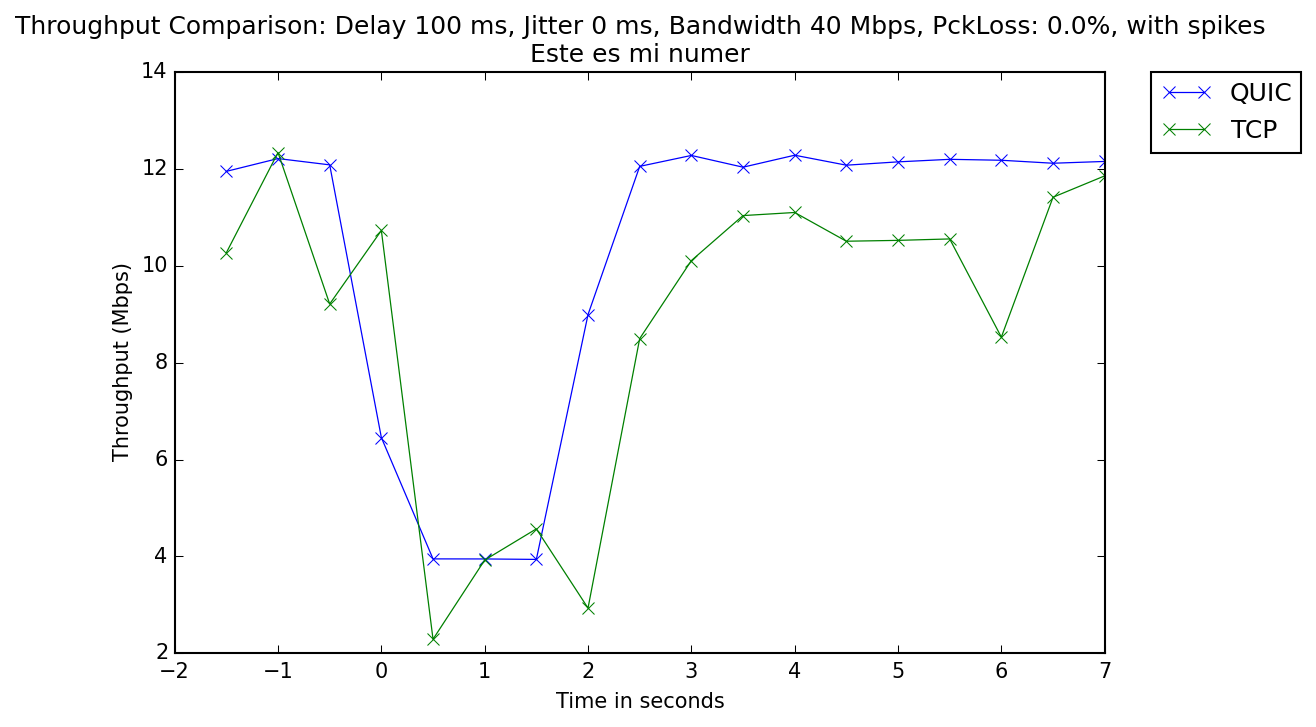 Throughput Comparison: Delay 100 ms, Jitter 0 ms, Bandwidth 40 Mbps, PckLoss: 0.0%, with spikes
Este es mi numer
QUIC
TCP
14
12
10
8
6
4
2
Throughput (Mbps)
−2 −1 0 1 2 3 4 5 6 7
Time in seconds